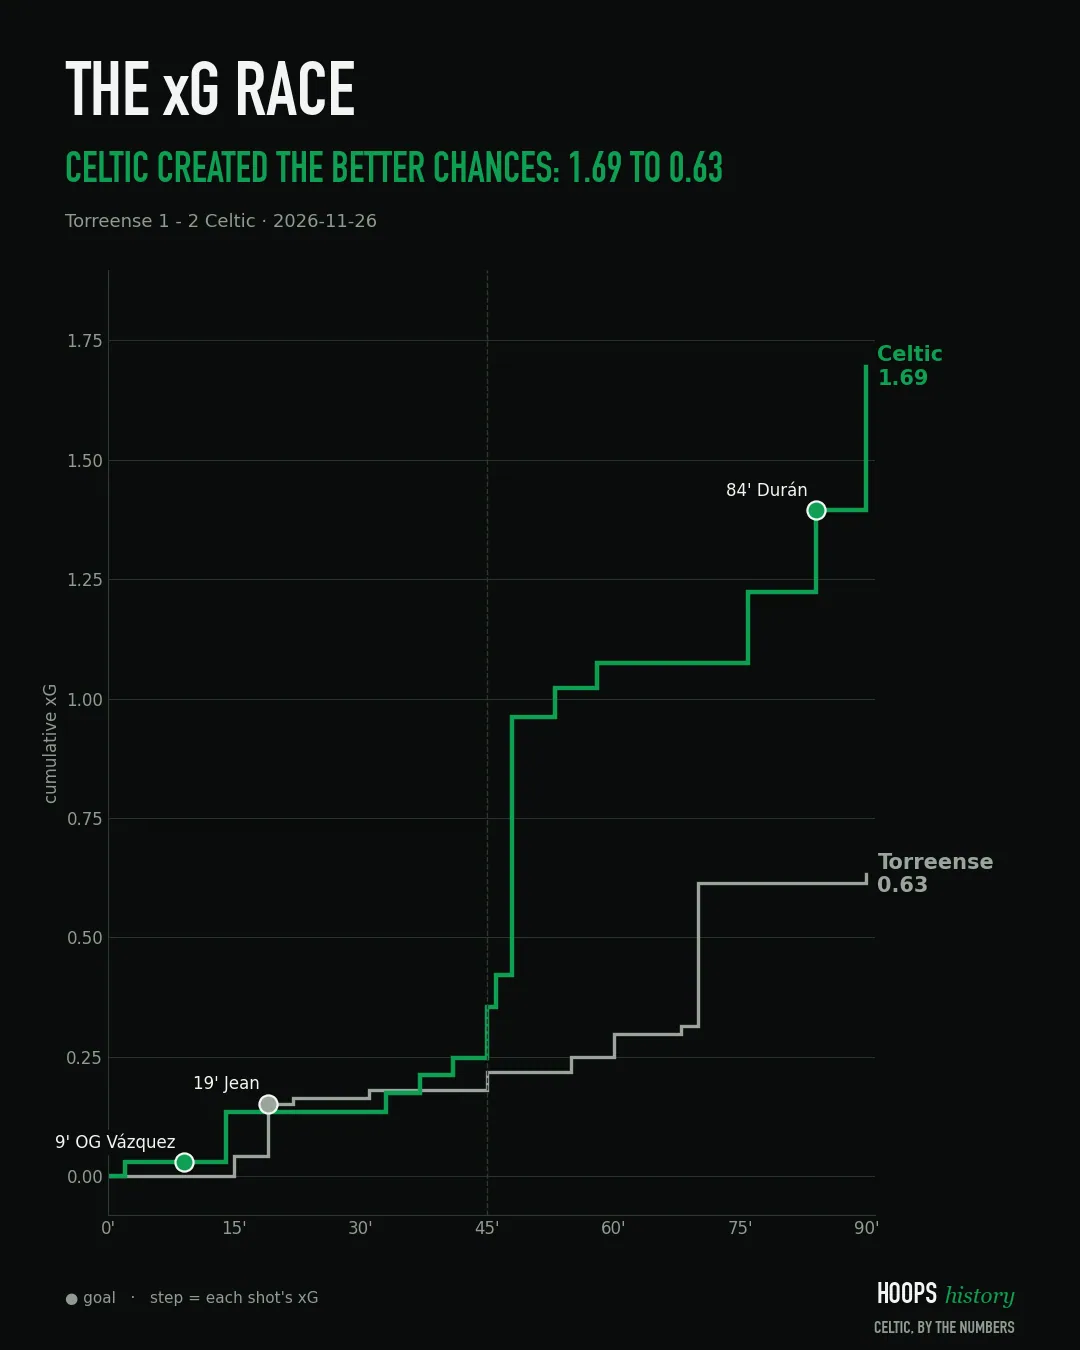 THE xG RACE
CELTIC CREATED THE BETTER CHANCES: 1.69 TO 0.63
Torreense 1 - 2 Celtic · 2026-11-26
1.75
Celtic
1.69
1.50
84' Durán
1.25
1.00
cumulative xG
0.75
Torreense
0.63
0.50
0.25
19' Jean
9' OG Vázquez
0.00
0' 15' 30' 45' 60' 75' 90'
● goal · step = each shot's xG
HOOPS history
CELTIC, BY THE NUMBERS